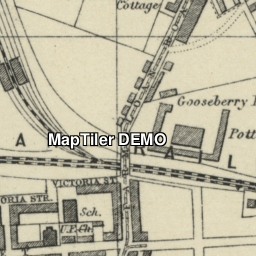 Cottage
Gooseberry
Pott
MapTiler DEMO
A R A L
VICTORIA ST.
ORIA STR.
Sch.
U.P.Ch.